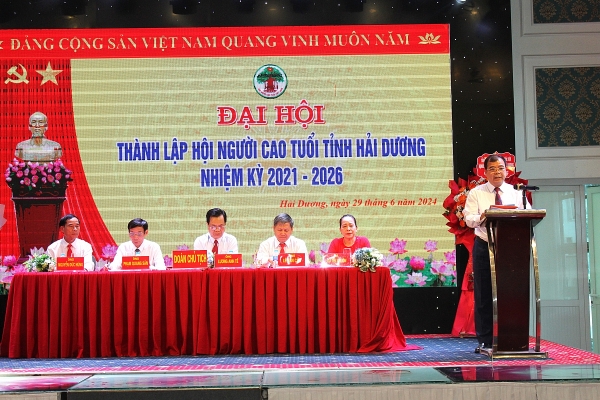 ĐẢNG CỘNG SẢN VIỆT NAM QUANG VINH MUÔN NĂM
ĐẠI HỘI
THÀNH LẬP HỘI NGƯỜI CAO TUỔI TỈNH HẢI DƯƠNG
NHIỆM KỲ 2021 - 2026
Hải Dương, ngày 29 tháng 6 năm 2024
ĐOÀN CHỦ TỊCH